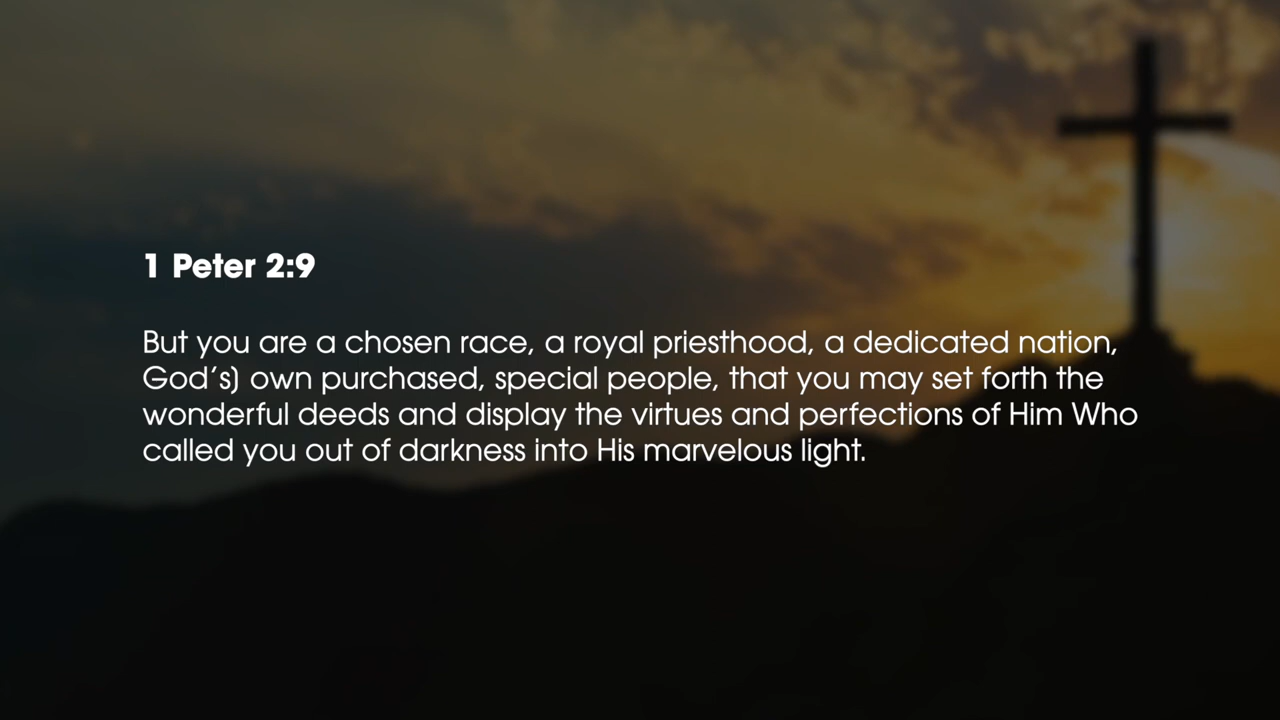 1 Peter 2:9
But you are a chosen race, a royal priesthood, a dedicated nation,
God's) own purchased, special people, that you may set forth the
wonderful deeds and display the virtues and perfections of Him Who
called you out of darkness into His marvelous light.